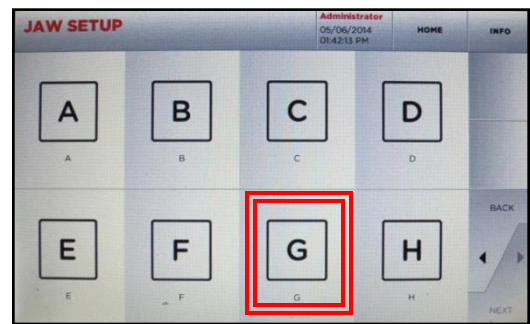 JAW SETUP
Administrator
05/06/2014
01:42:13 PM
HOME
INFO
A
B
C
D
A
B
C
D
BACK
E
F
G
H
E
F
G
H
NEXT